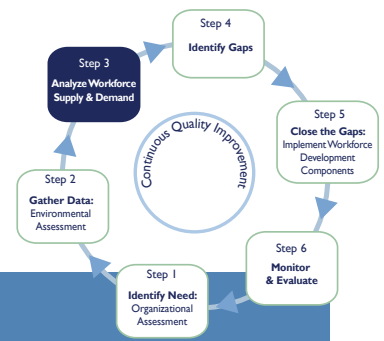 Step 4
Identify Gaps
Step 3
Analyze Workforce
Supply & Demand
Step 5
Close the Gaps:
Implement Workforce
Development
Components
Continuous Quality Improvement
Step 2
Gather Data:
Environmental
Assessment
Step 6
Monitor
& Evaluate
Step 1
Identify Need:
Organizational
Assessment